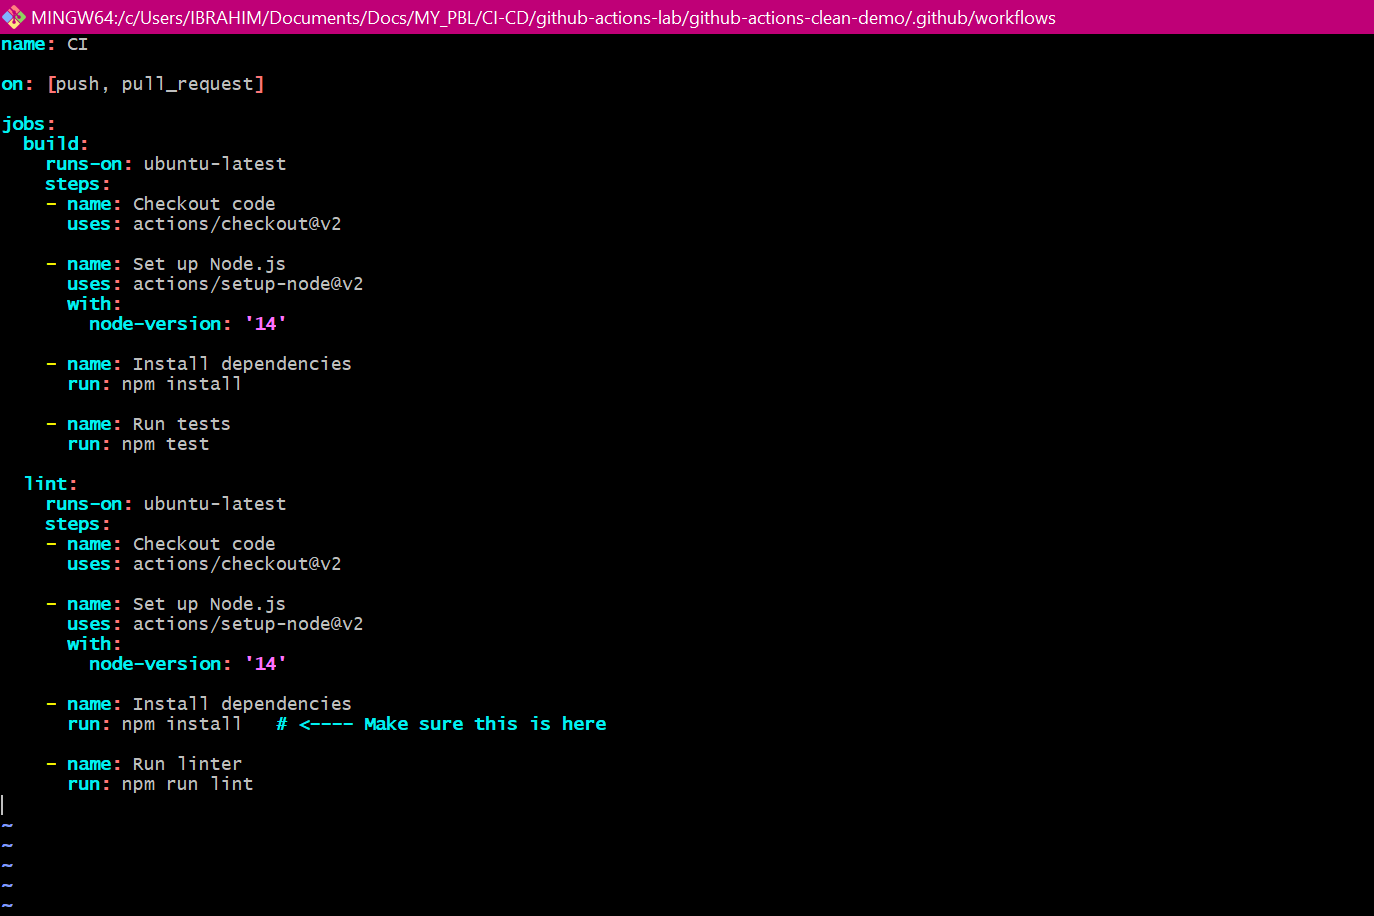 MINGW64:/c/Users/IBRAHIM/Documents/Docs/MY_PBL/CI-CD/github-actions-lab/github-actions-clean-demo/.github/workflows
name: CI

on: [push, pull_request]

jobs:
  build:
    runs-on: ubuntu-latest
    steps:
    - name: Checkout code
      uses: actions/checkout@v2

    - name: Set up Node.js
      uses: actions/setup-node@v2
      with:
        node-version: '14'

    - name: Install dependencies
      run: npm install

    - name: Run tests
      run: npm test

  lint:
    runs-on: ubuntu-latest
    steps:
    - name: Checkout code
      uses: actions/checkout@v2

    - name: Set up Node.js
      uses: actions/setup-node@v2
      with:
        node-version: '14'

    - name: Install dependencies
      run: npm install   # <---- Make sure this is here

    - name: Run linter
      run: npm run lint

~
~
~
~
~